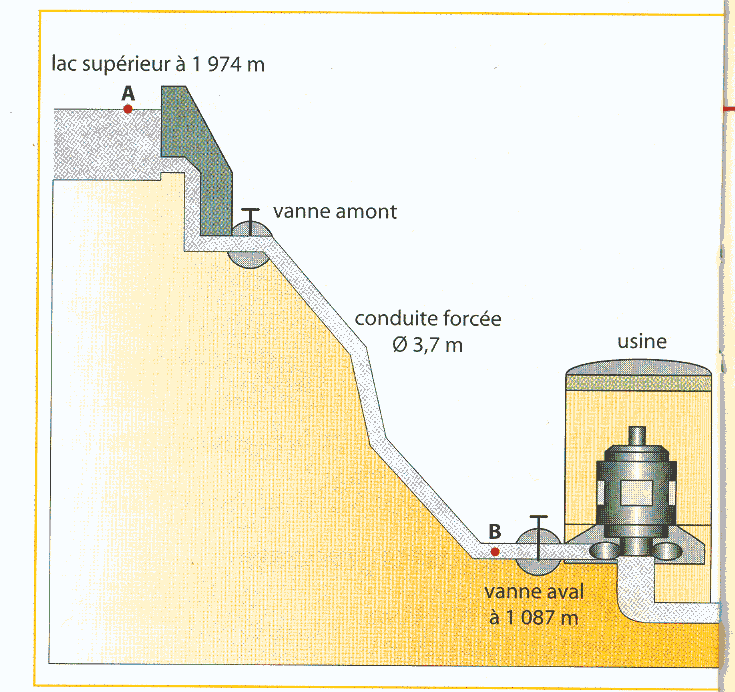 lac supérieur à 1 974 m
A
vanne amont
conduite forcée
Ø 3,7 m
usine
B
vanne aval
à 1 087 m